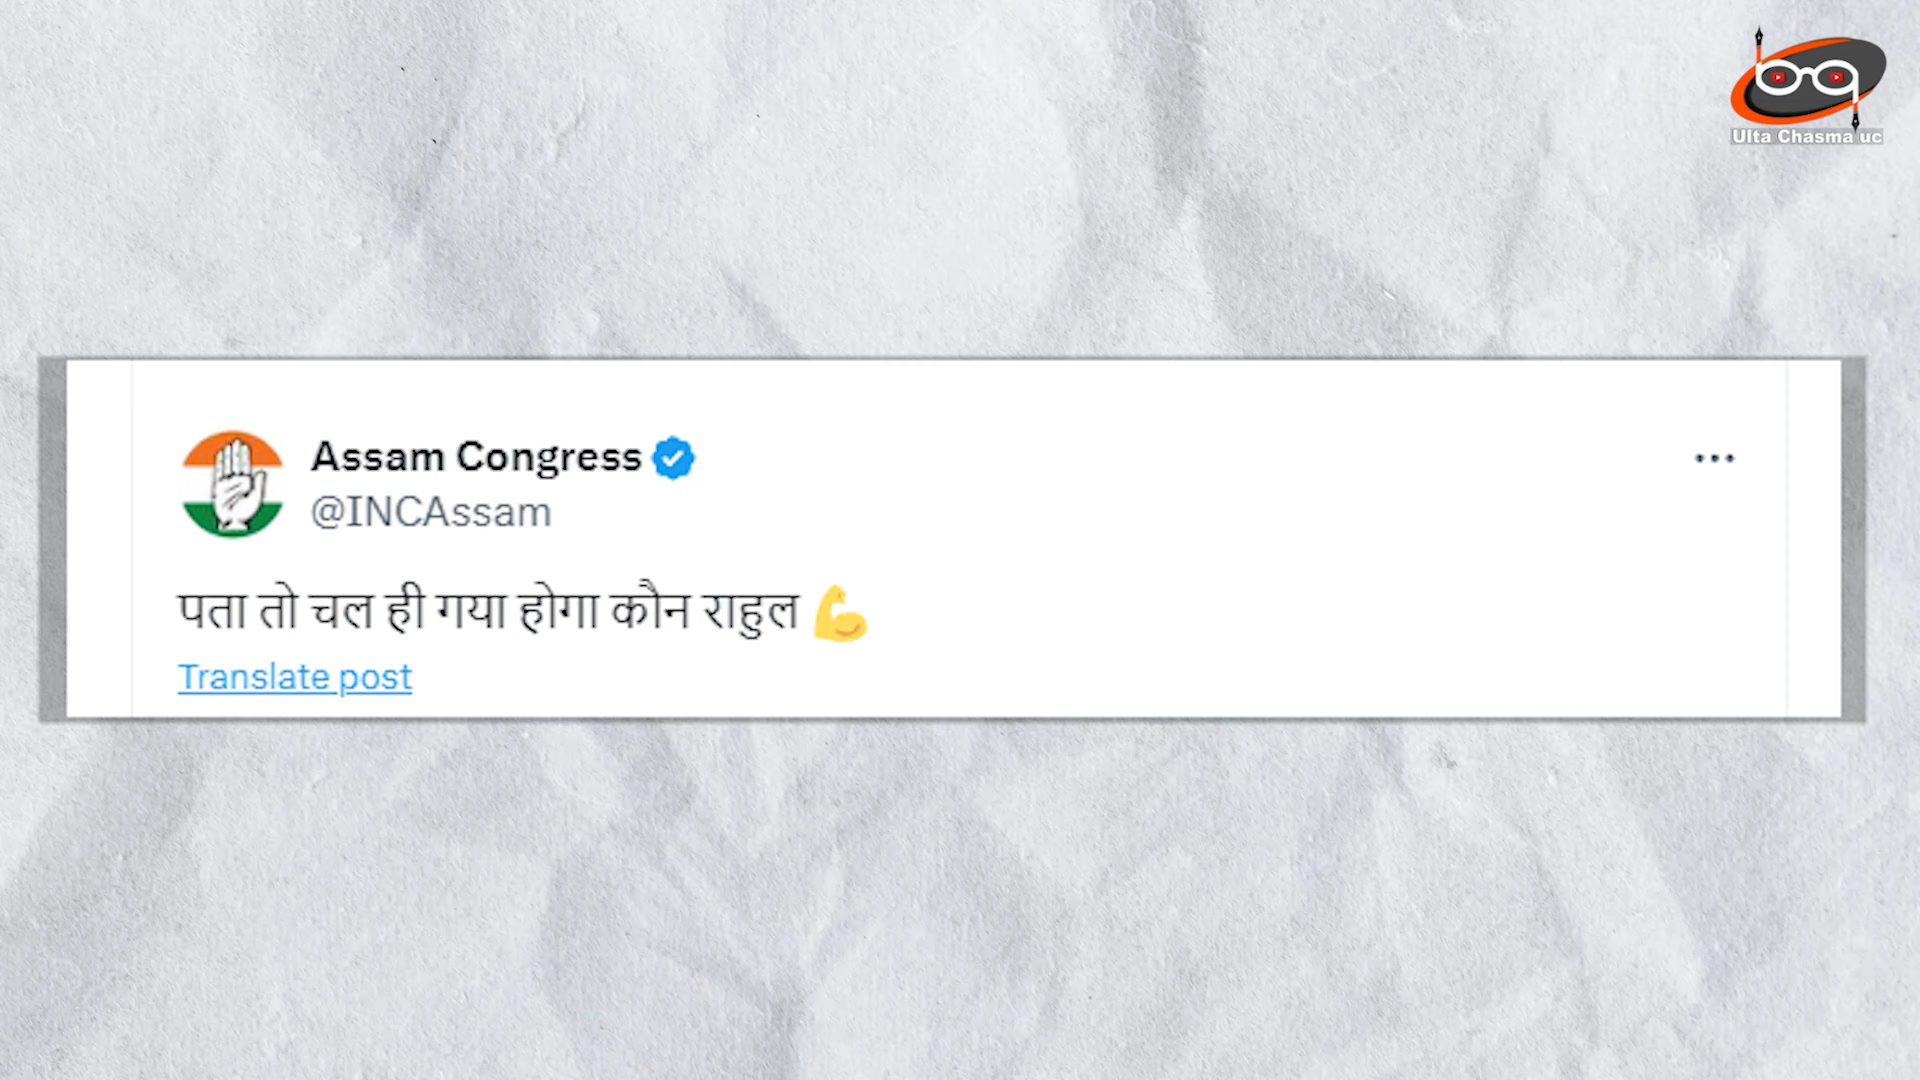 Ulta Chasma uc
Assam Congress
@INCAssam
पता तो चल ही गया होगा कौन राहुल 💪
Translate post